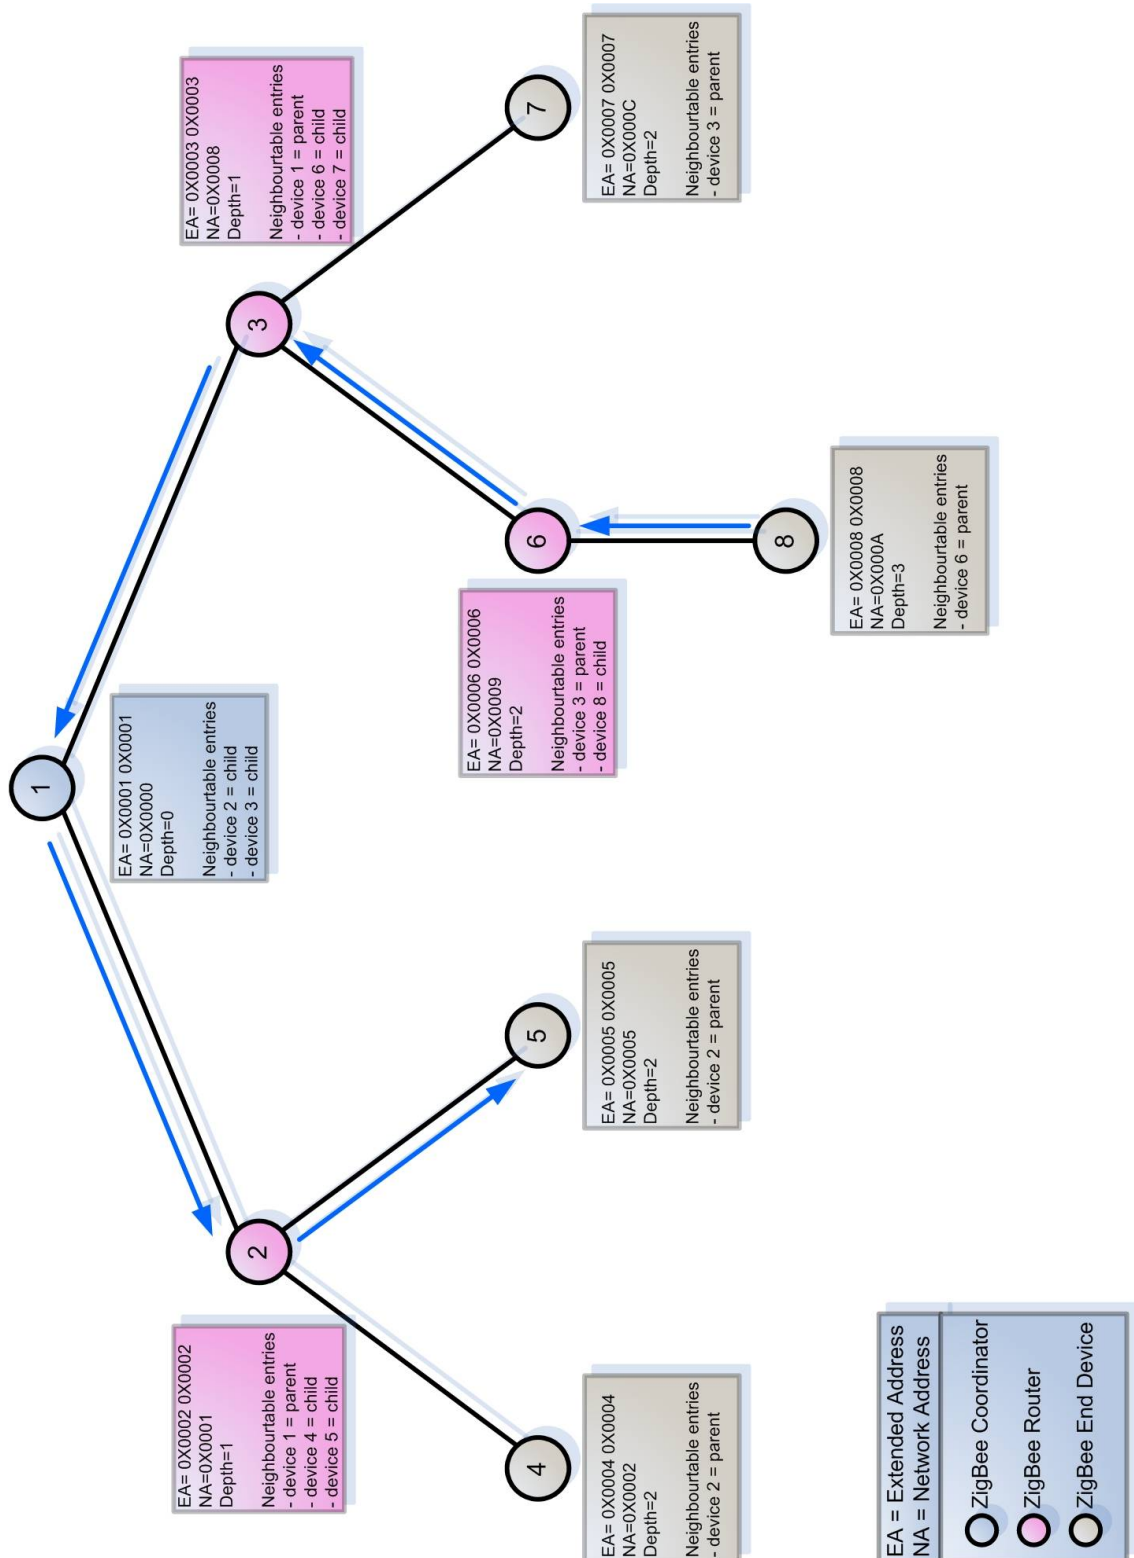 1
EA= 0X0001 0X0001
NA=0X0000
Depth=0
Neighbourtable entries
- device 2 = child
- device 3 = child
EA= 0X0002 0X0002
NA=0X0001
Depth=1
Neighbourtable entries
- device 1 = parent
- device 4 = child
- device 5 = child
2
3
EA= 0X0003 0X0003
NA=0X0008
Depth=1
Neighbourtable entries
- device 1 = parent
- device 6 = child
- device 7 = child
EA= 0X0006 0X0006
NA=0X0009
Depth=2
Neighbourtable entries
- device 3 = parent
- device 8 = child
4
5
6
7
EA= 0X0004 0X0004
NA=0X0002
Depth=2
Neighbourtable entries
- device 2 = parent
EA= 0X0005 0X0005
NA=0X0005
Depth=2
Neighbourtable entries
- device 2 = parent
EA= 0X0007 0X0007
NA=0X000C
Depth=2
Neighbourtable entries
- device 3 = parent
8
EA= 0X0008 0X0008
NA=0X000A
Depth=3
Neighbourtable entries
- device 6 = parent
EA = Extended Address
NA = Network Address
ZigBee Coordinator
ZigBee Router
ZigBee End Device